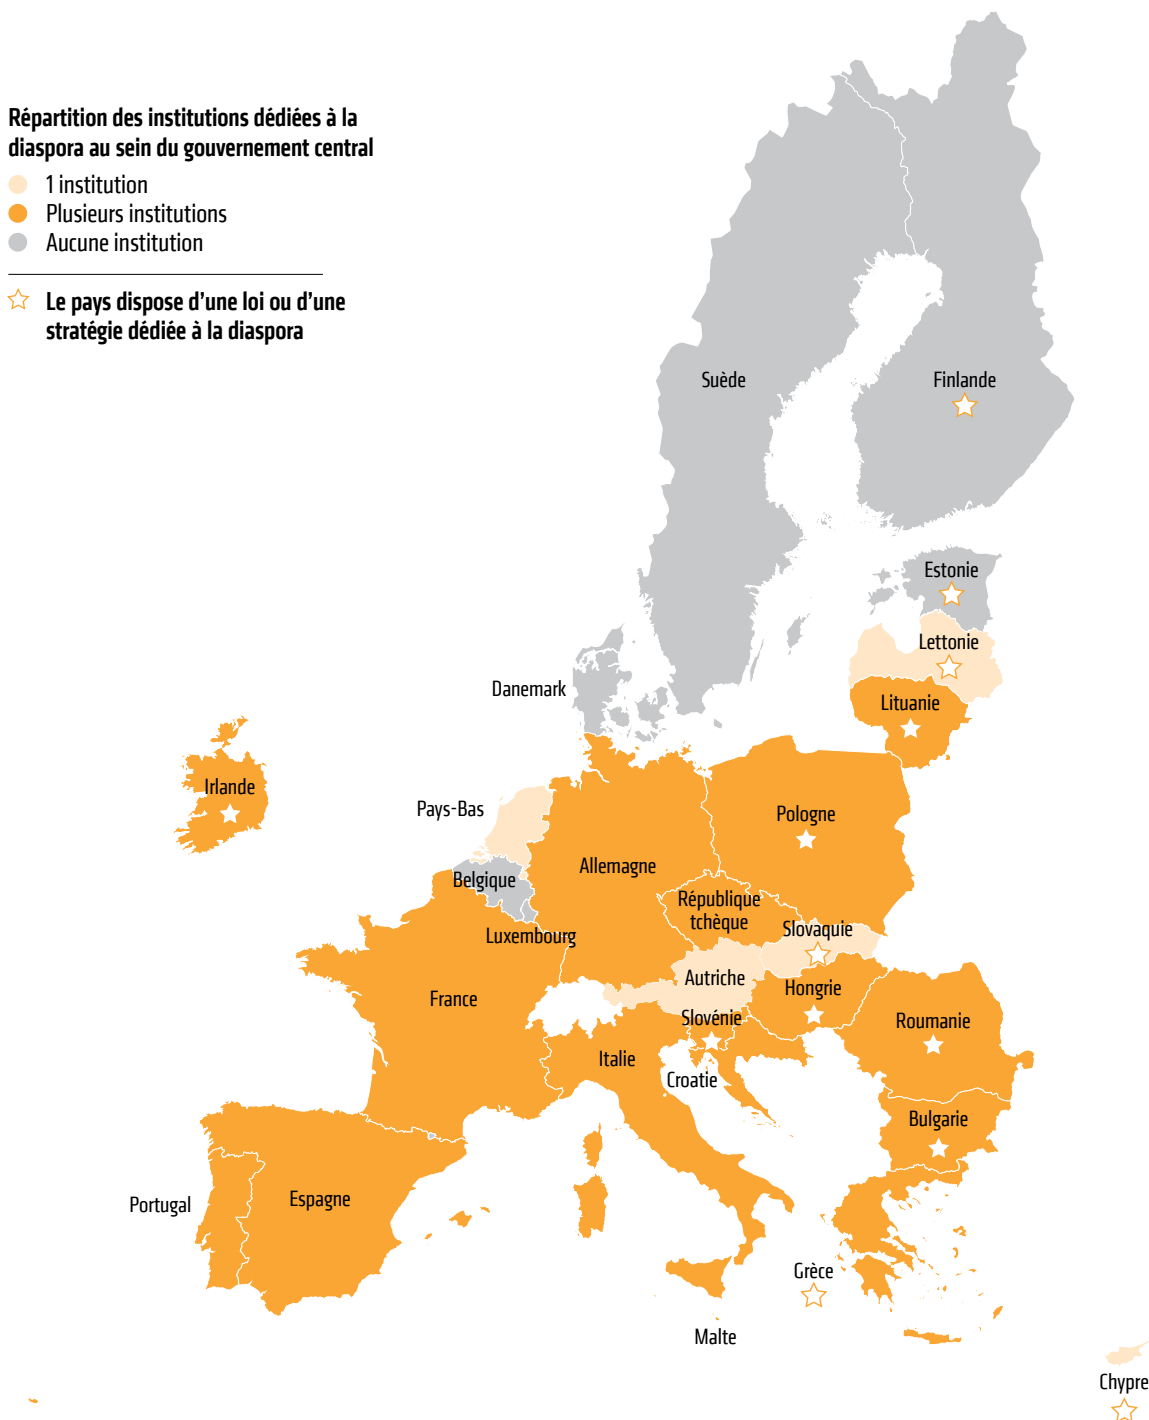 Répartition des institutions dédiées à la
diaspora au sein du gouvernement central
1 institution
Plusieurs institutions
Aucune institution
Le pays dispose d’une loi ou d’une
stratégie dédiée à la diaspora
Suède
Finlande
Estonie
Lettonie
Danemark
Lituanie
Irlande
Pays-Bas
Pologne
Allemagne
Belgique
République
tchèque
Slovaquie
Luxembourg
Autriche
Hongrie
France
Slovénie
Roumanie
Italie
Croatie
Bulgarie
Portugal
Espagne
Grèce
Malte
Chypre